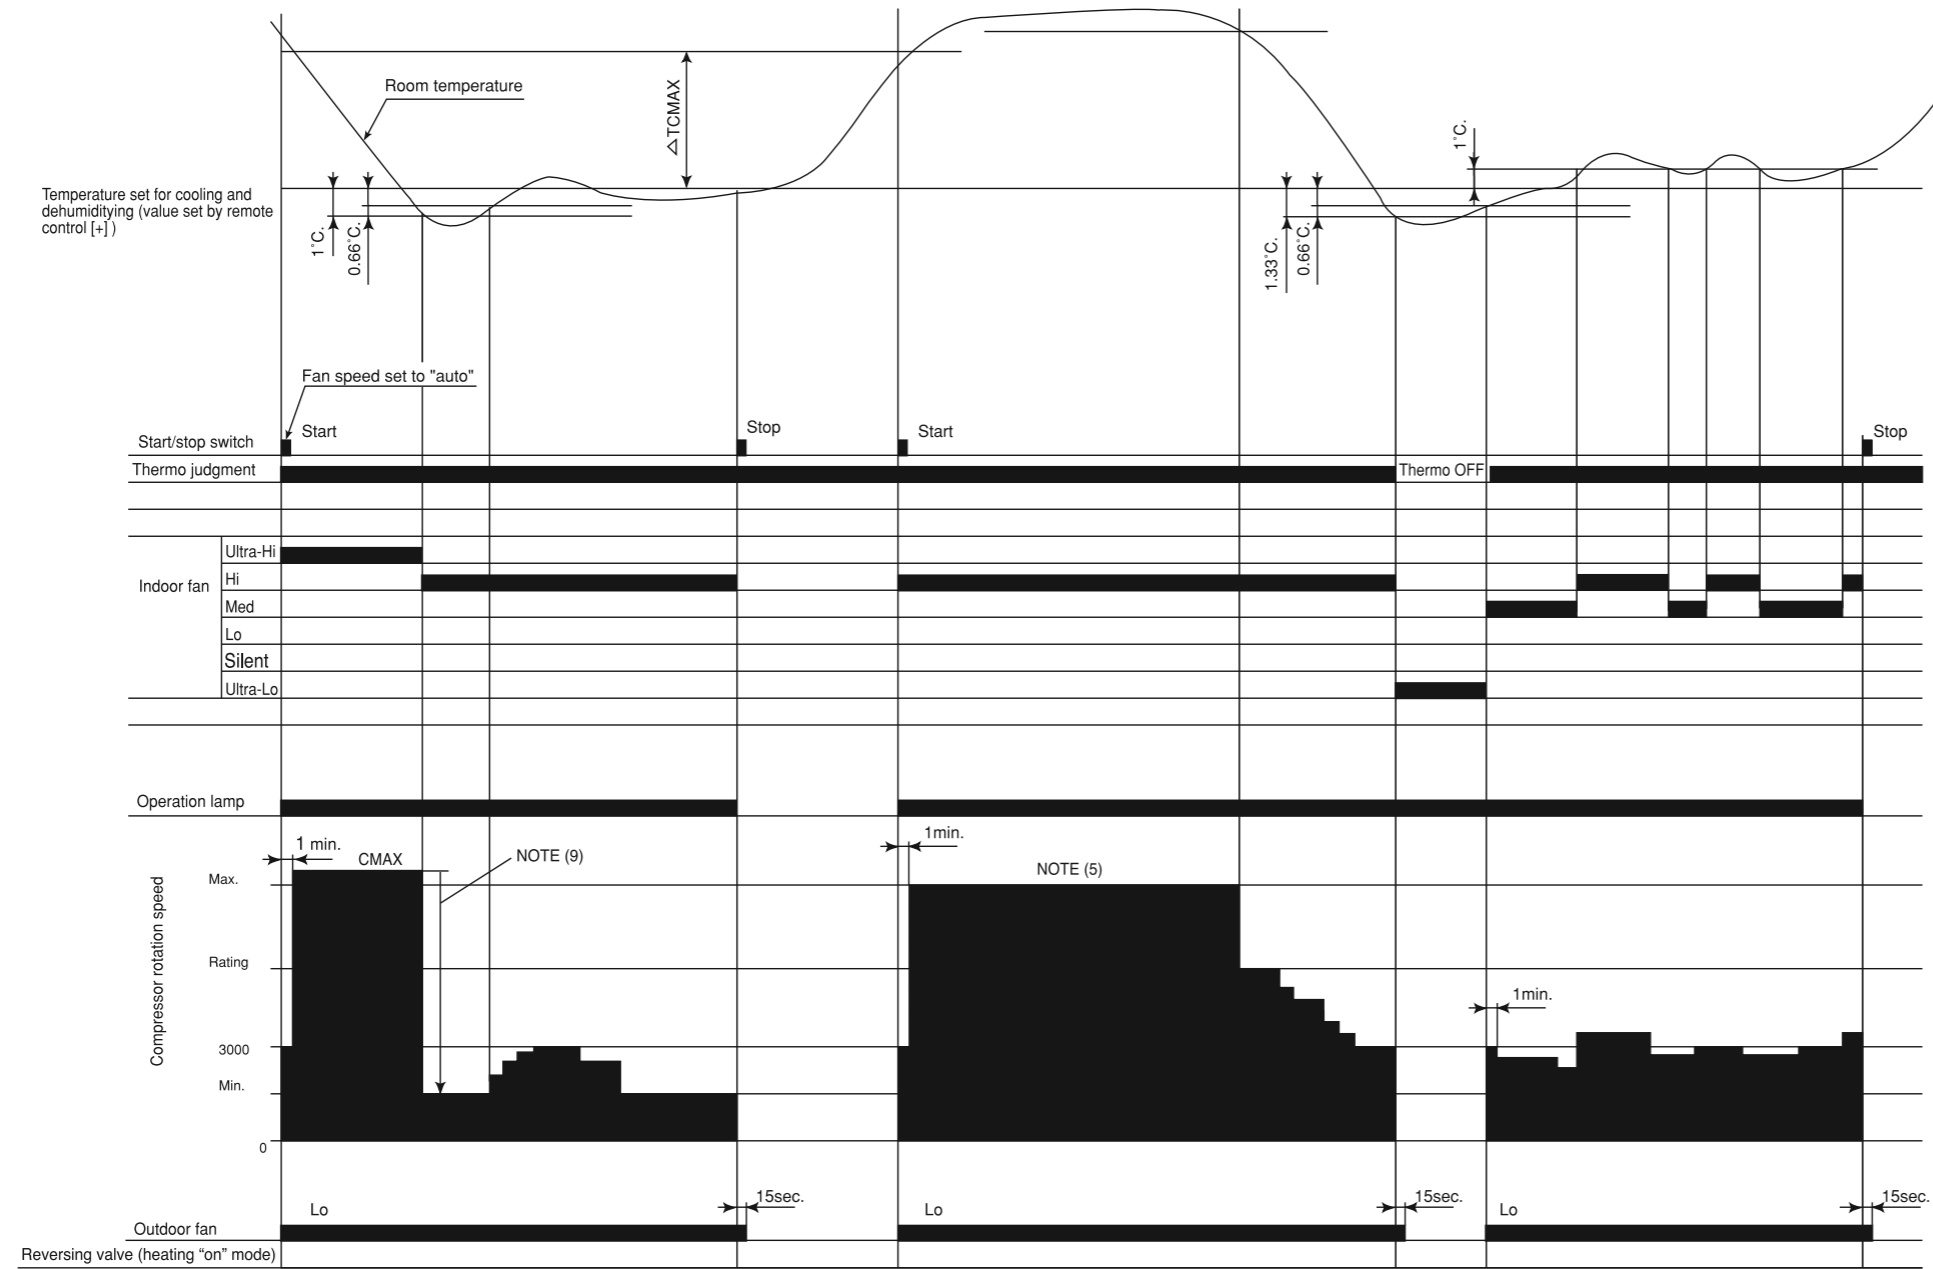 Room temperature
△TCMAX
1°C.
Temperature set for cooling and
dehumiditying (value set by remote
control [+] )
1°C.
0.66°C.
1.33°C.
0.66°C.
Fan speed set to "auto"
Start/stop switch
Start
Stop
Start
Stop
Thermo judgment
Thermo OFF
Indoor fan
Ultra-Hi
Hi
Med
Lo
Silent
Ultra-Lo
Operation lamp
Compressor rotation speed
1 min.
CMAX
NOTE (9)
1min.
NOTE (5)
Max.
Rating
1min.
3000
Min.
0
Outdoor fan
Lo
15sec.
Lo
15sec.
Lo
15sec.
Reversing valve (heating “on” mode)